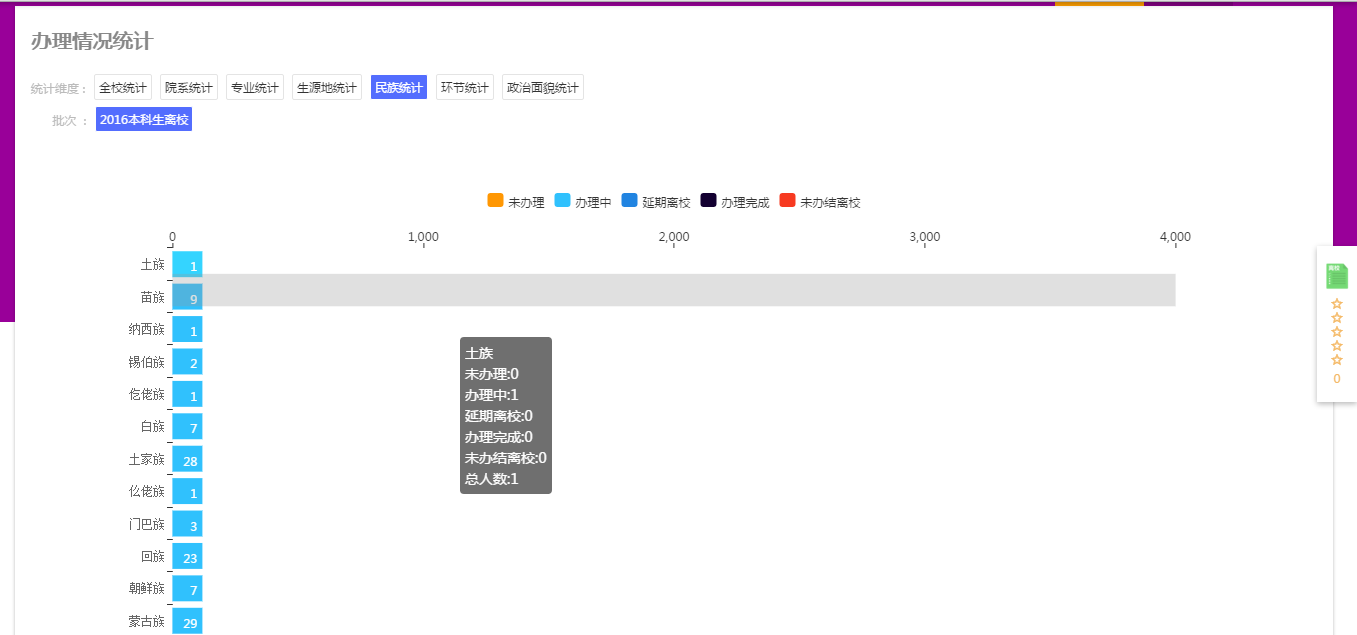 办理情况统计
统计维度： 全校统计 院系统计 专业统计 生源地统计 民族统计 环节统计 政治面貌统计
批次 ： 2016本科生离校
未办理 办理中 延期离校 办理完成 未办结离校
0 1,000 2,000 3,000 4,000
土族 1
苗族 9
纳西族 1
锡伯族 2
仡佬族 1
白族 7
土家族 28
仫佬族 1
门巴族 3
回族 23
朝鲜族 7
蒙古族 29
土族
未办理:0
办理中:1
延期离校:0
办理完成:0
未办结离校:0
总人数:1
0